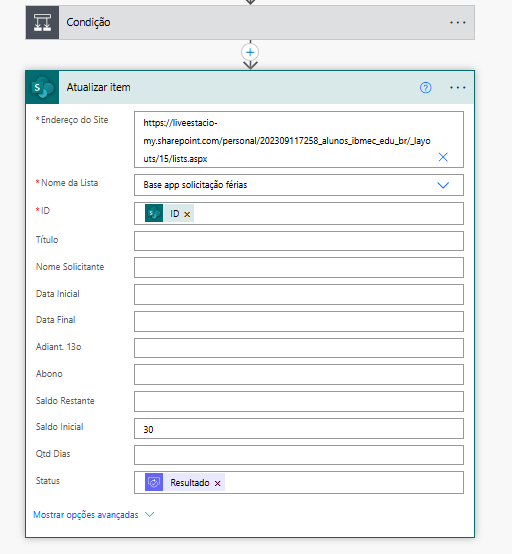 Condição
Atualizar item
* Endereço do Site
https://liveestacio-
my.sharepoint.com/personal/202309117258_alunos_ibmec_edu_br/_layo
uts/15/lists.aspx
* Nome da Lista
Base app solicitação férias
* ID
ID
Título
Nome Solicitante
Data Inicial
Data Final
Adiant. 13o
Abono
Saldo Restante
Saldo Inicial
30
Qtd Dias
Status
Resultado
Mostrar opções avançadas